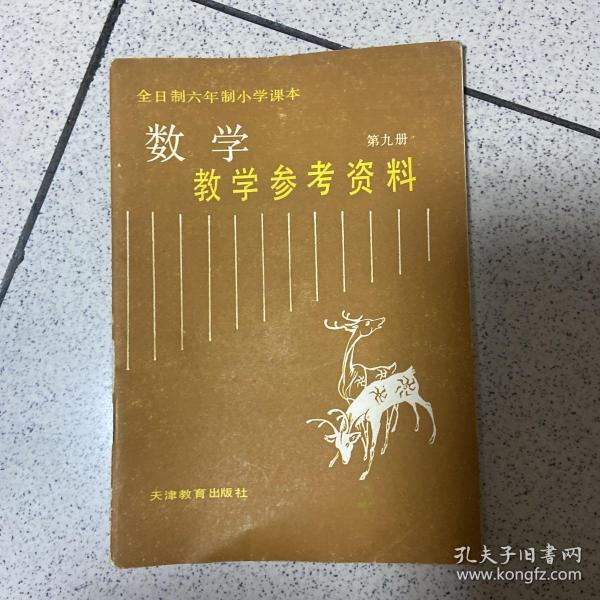 全日制六年制小学课本
数学
第九册
教学参考资料
天津教育出版社
孔夫子旧書网
www.kongfz.com